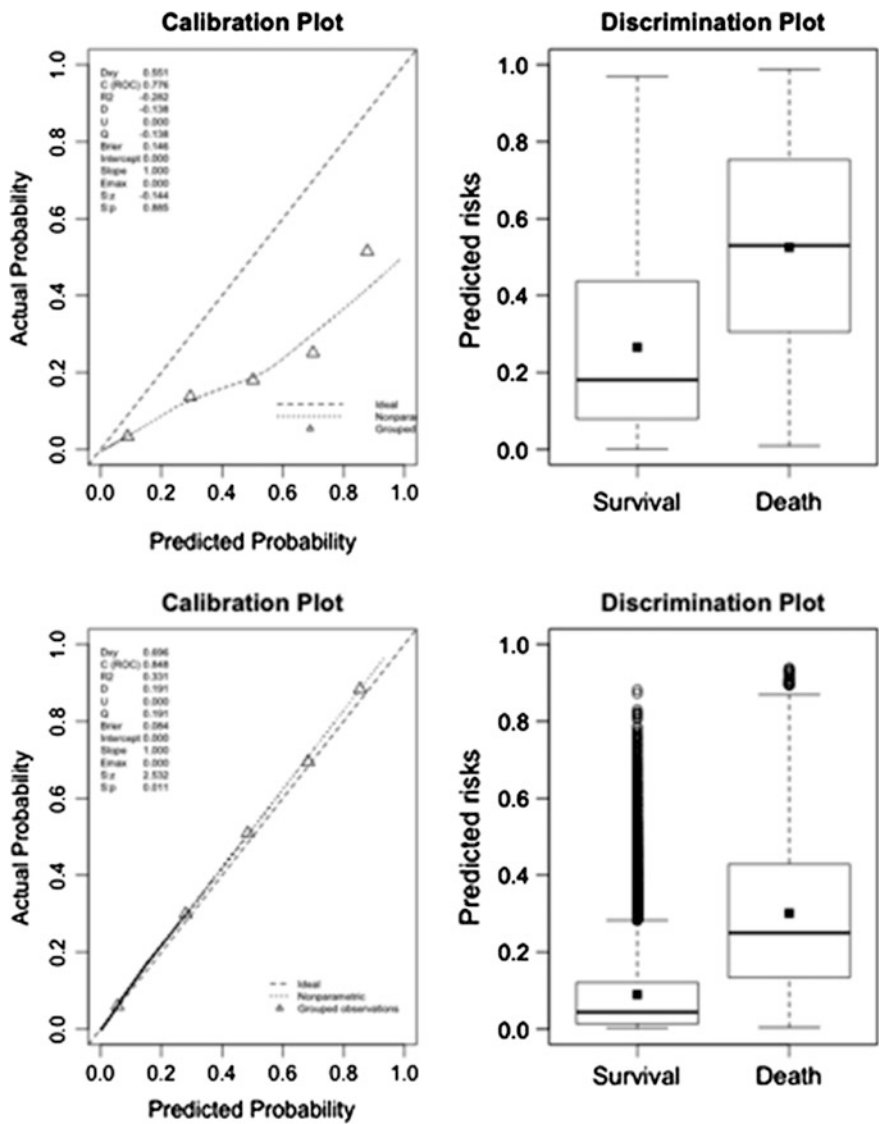 Calibration Plot
Actual Probability
1.0
0.8
0.6
0.4
0.2
0.0
Dxy 0.551
C (ROC) 0.776
R2 -0.262
D -0.138
U 0.000
Q -0.138
Brier 0.146
Intercept 0.000
Slope 1.000
Emax 0.000
S:z -0.144
S:p 0.885
Ideal
Nonpara
Grouped
0.0 0.2 0.4 0.6 0.8 1.0
Predicted Probability
Discrimination Plot
Predicted risks
1.0
0.8
0.6
0.4
0.2
0.0
Survival Death
Calibration Plot
Actual Probability
1.0
0.8
0.6
0.4
0.2
0.0
Dxy 0.696
C (ROC) 0.848
R2 0.331
D 0.191
U 0.000
Q 0.191
Brier 0.084
Intercept 0.000
Slope 1.000
Emax 0.000
S:z 2.532
S:p 0.011
Ideal
Nonparametric
Grouped observations
0.0 0.2 0.4 0.6 0.8 1.0
Predicted Probability
Discrimination Plot
Predicted risks
1.0
0.8
0.6
0.4
0.2
0.0
Survival Death